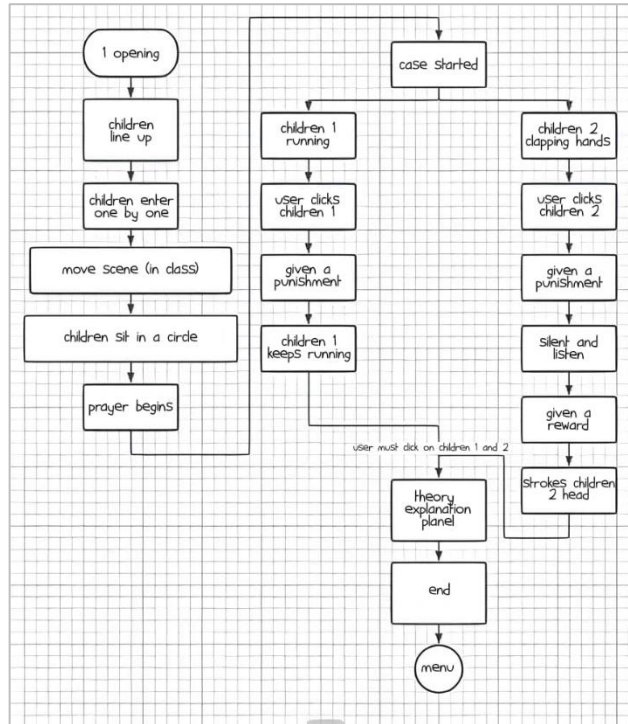 1 opening
children
line up
children enter
one by one
move scene (in class)
children sit in a circle
prayer begins
case started
children 1
running
user clicks
children 1
given a
punishment
children 1
keeps running
children 2
clapping hands
user clicks
children 2
given a
punishment
silent and
listen
given a
reward
strokes children
2 head
user must click on children 1 and 2
theory
explanation
planel
end
menu